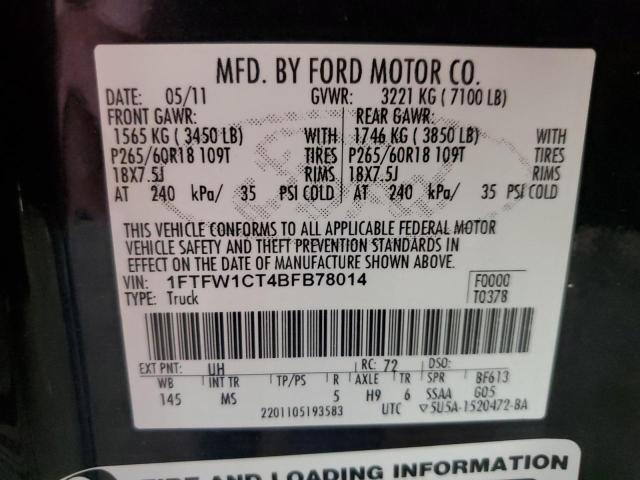 MFD. BY FORD MOTOR CO.
DATE: 05/11 GVWR: 3221 KG ( 7100 LB)
FRONT GAWR: REAR GAWR:
1565 KG ( 3450 LB) WITH 1746 KG ( 3850 LB) WITH
P265/60R18 109T TIRES P265/60R18 109T TIRES
18X7.5J RIMS 18X7.5J RIMS
AT 240 kPa/ 35 PSI COLD AT 240 kPa/ 35 PSI COLD
THIS VEHICLE CONFORMS TO ALL APPLICABLE FEDERAL MOTOR
VEHICLE SAFETY AND THEFT PREVENTION STANDARDS IN
EFFECT ON THE DATE OF MANUFACTURE SHOWN ABOVE.
VIN: 1FTFW1CT4BFB78014 F0000
TYPE: Truck T0378
EXT PNT: UH RC: 72 DSO:
WB INT TR TP/PS R AXLE TR SPR BF613
145 MS 5 H9 6 SSAA G05
2201105193583 UTC ▽5U5A-1520472-BA
TIRE AND LOADING INFORMATION